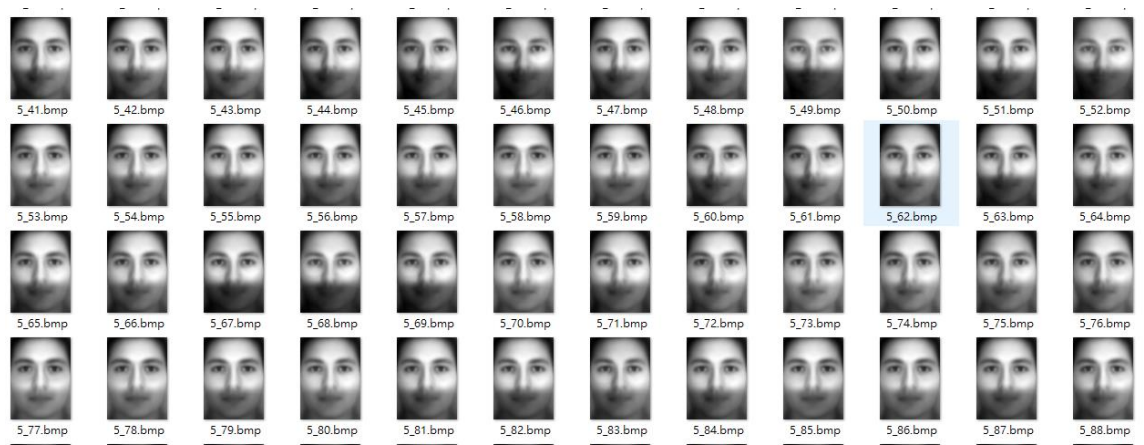 5_41.bmp 5_42.bmp 5_43.bmp 5_44.bmp 5_45.bmp 5_46.bmp 5_47.bmp 5_48.bmp 5_49.bmp 5_50.bmp 5_51.bmp 5_52.bmp
5_53.bmp 5_54.bmp 5_55.bmp 5_56.bmp 5_57.bmp 5_58.bmp 5_59.bmp 5_60.bmp 5_61.bmp 5_62.bmp 5_63.bmp 5_64.bmp
5_65.bmp 5_66.bmp 5_67.bmp 5_68.bmp 5_69.bmp 5_70.bmp 5_71.bmp 5_72.bmp 5_73.bmp 5_74.bmp 5_75.bmp 5_76.bmp
5_77.bmp 5_78.bmp 5_79.bmp 5_80.bmp 5_81.bmp 5_82.bmp 5_83.bmp 5_84.bmp 5_85.bmp 5_86.bmp 5_87.bmp 5_88.bmp